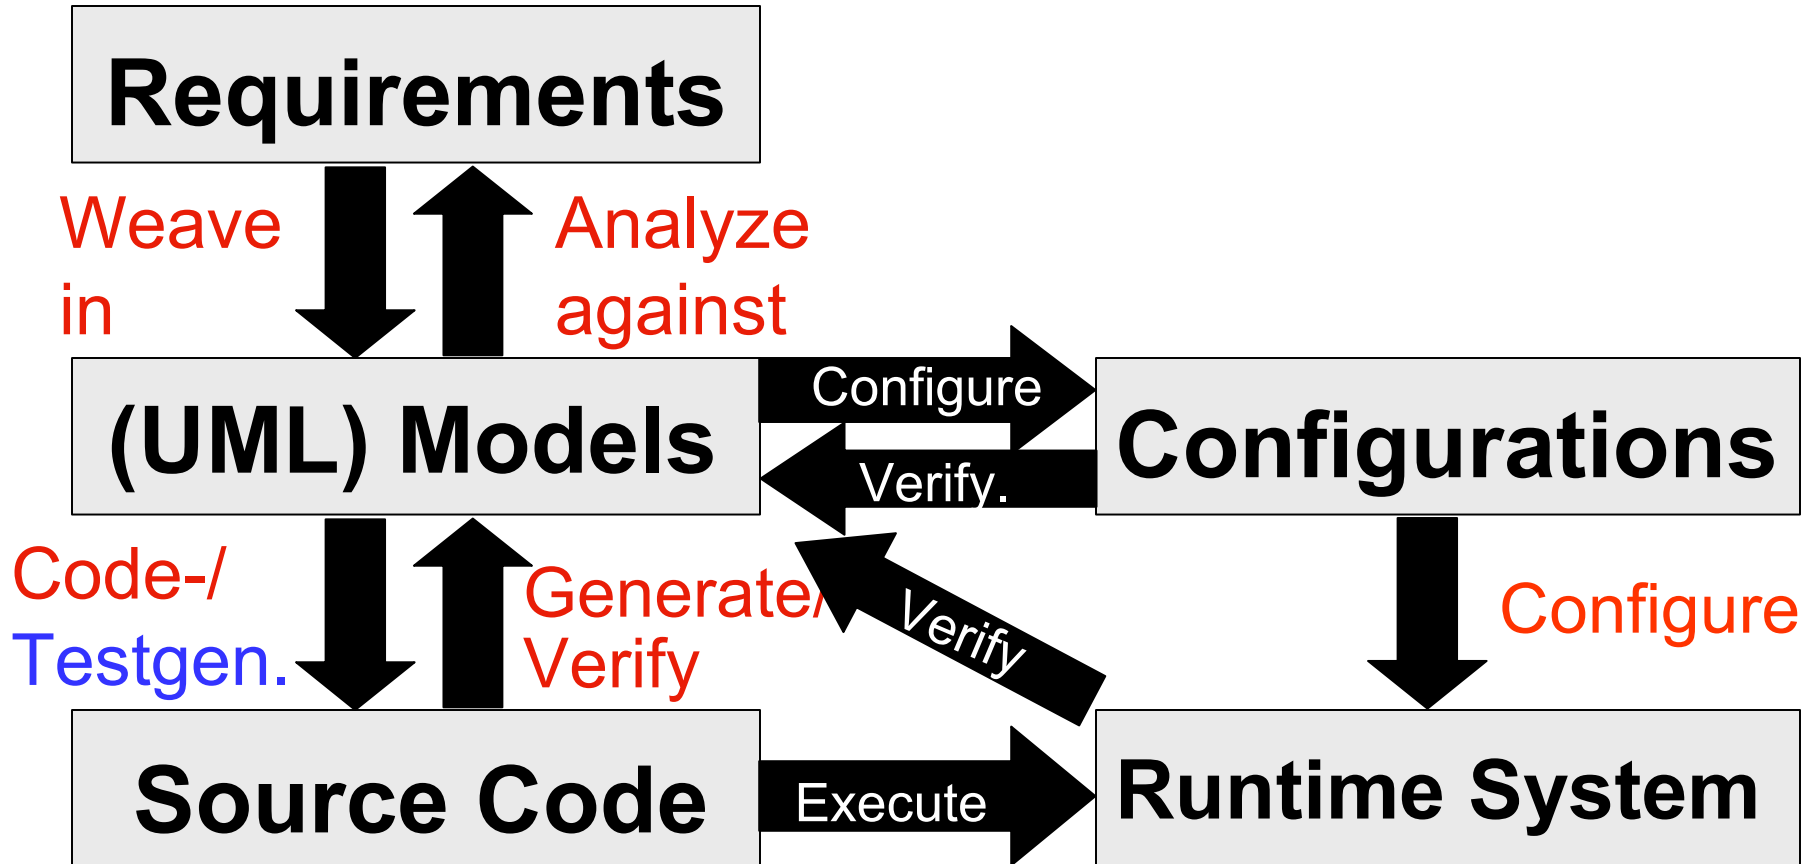 Requirements
Weave
in
Analyze
against
(UML) Models
Configure
Verify.
Configurations
Code-/
Testgen.
Generate/
Verify
Verify
Configure
Source Code
Execute
Runtime System